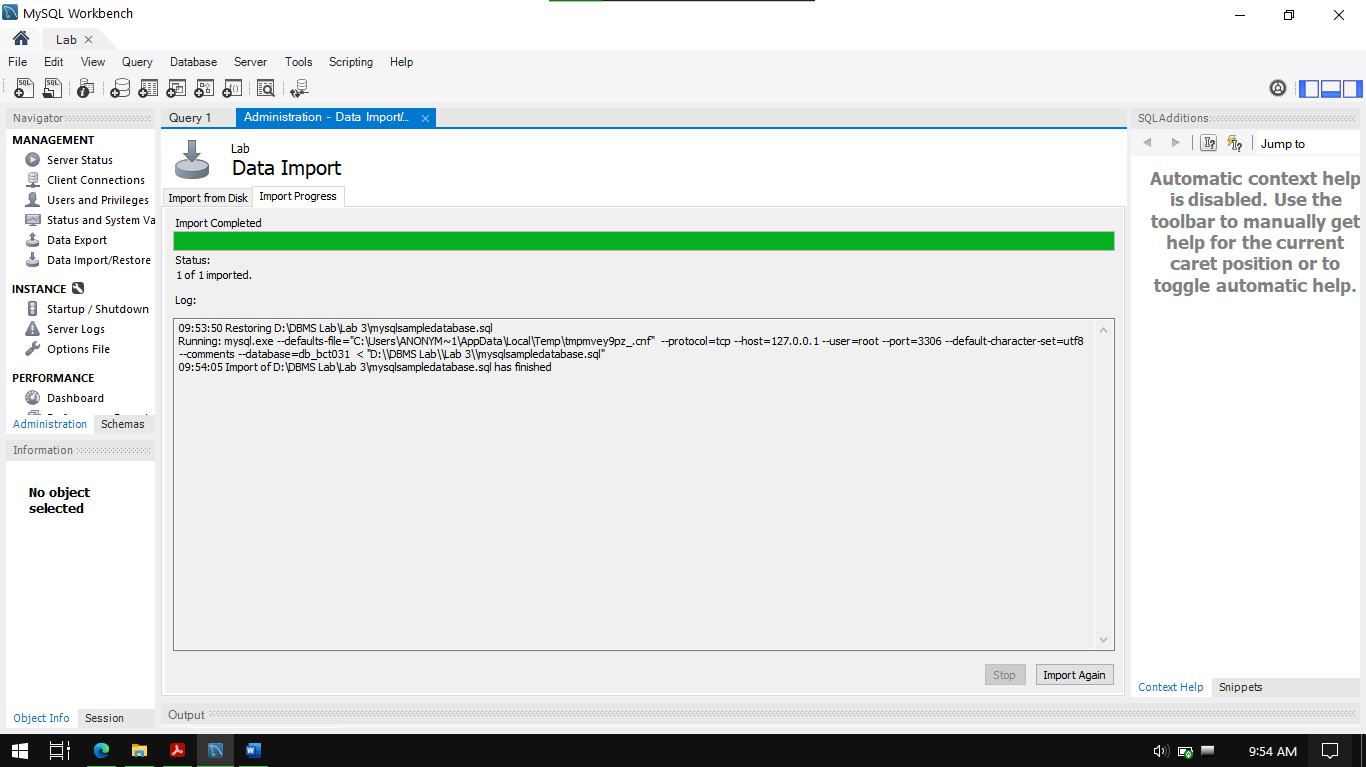 MySQL Workbench
Lab
File Edit View Query Database Server Tools Scripting Help
Navigator
MANAGEMENT
Server Status
Client Connections
Users and Privileges
Status and System Va
Data Export
Data Import/Restore
INSTANCE
Startup / Shutdown
Server Logs
Options File
PERFORMANCE
Dashboard
Administration Schemas
Information
No object
selected
Object Info Session
Query 1 Administration - Data Import/...
Lab
Data Import
Import from Disk Import Progress
Import Completed
Status:
1 of 1 imported.
Log:
09:53:50 Restoring D:\DBMS Lab\Lab 3\mysqlsampledatabase.sql
Running: mysql.exe --defaults-file="C:\Users\ANONYM~1\AppData\Local\Temp\tmpmvey9pz_.cnf" --protocol=tcp --host=127.0.0.1 --user=root --port=3306 --default-character-set=utf8
--comments --database=db_bct031 < "D:\\DBMS Lab\\Lab 3\\mysqlsampledatabase.sql"
09:54:05 Import of D:\DBMS Lab\Lab 3\mysqlsampledatabase.sql has finished
Stop Import Again
Output
SQLAdditions
Jump to
Automatic context help
is disabled. Use the
toolbar to manually get
help for the current
caret position or to
toggle automatic help.
Context Help Snippets
9:54 AM